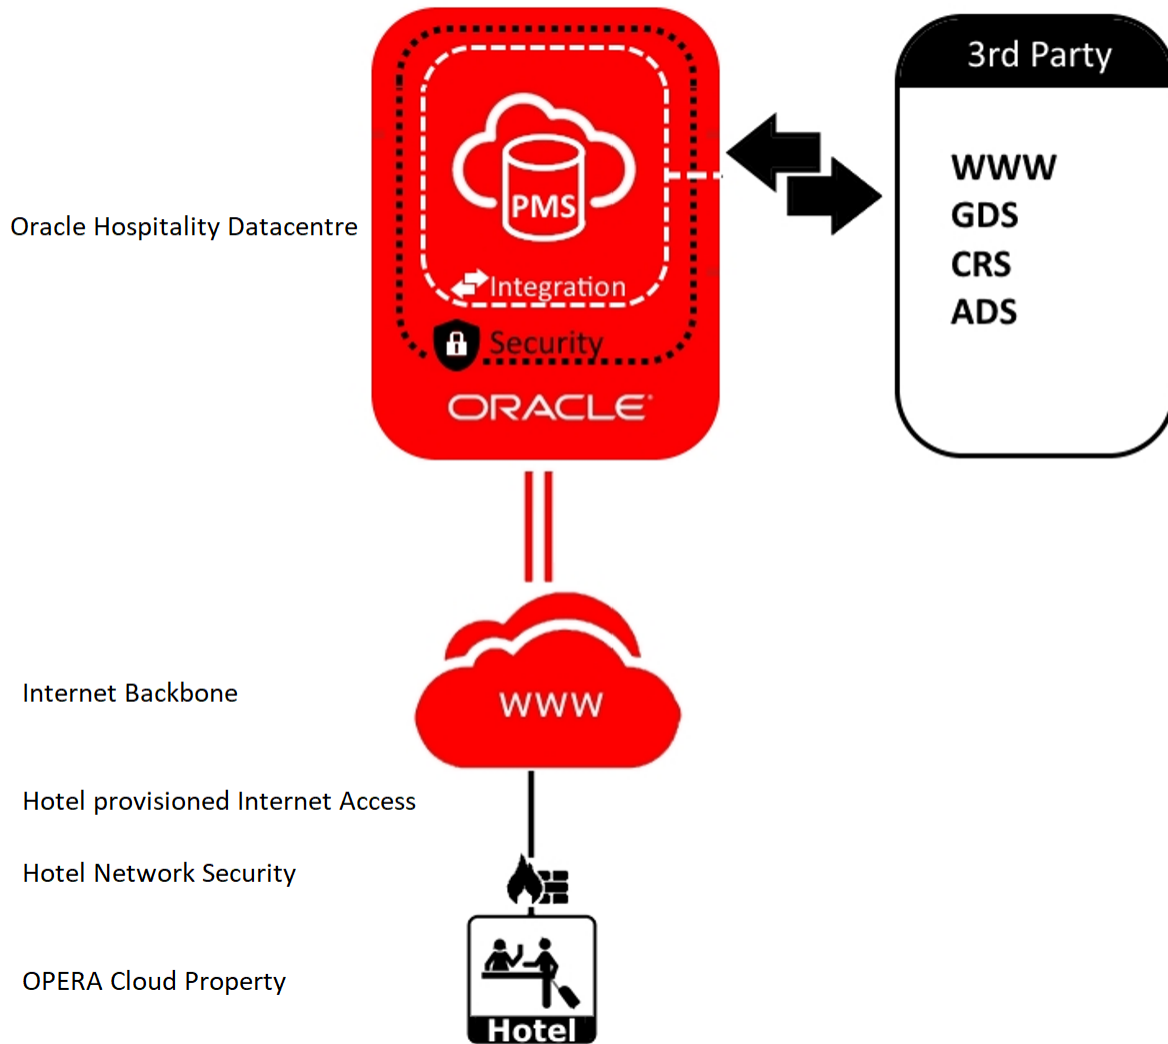 3rd Party
WWW
GDS
CRS
ADS
Oracle Hospitality Datacentre
PMS
Integration
Security
ORACLE
Internet Backbone
WWW
Hotel provisioned Internet Access
Hotel Network Security
OPERA Cloud Property
Hotel